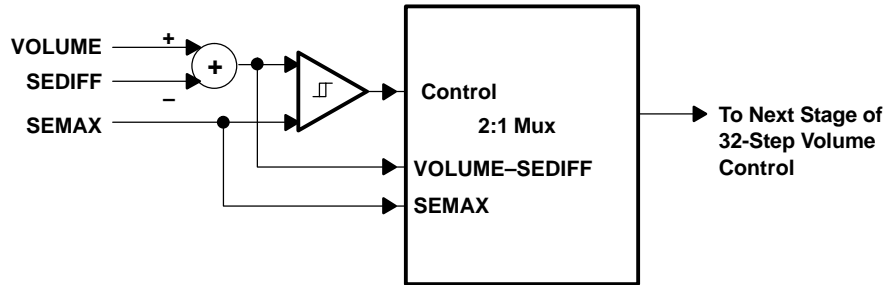 VOLUME
+
SEDIFF
–
+
SEMAX
Control
2:1 Mux
VOLUME–SEDIFF
SEMAX
To Next Stage of
32-Step Volume
Control